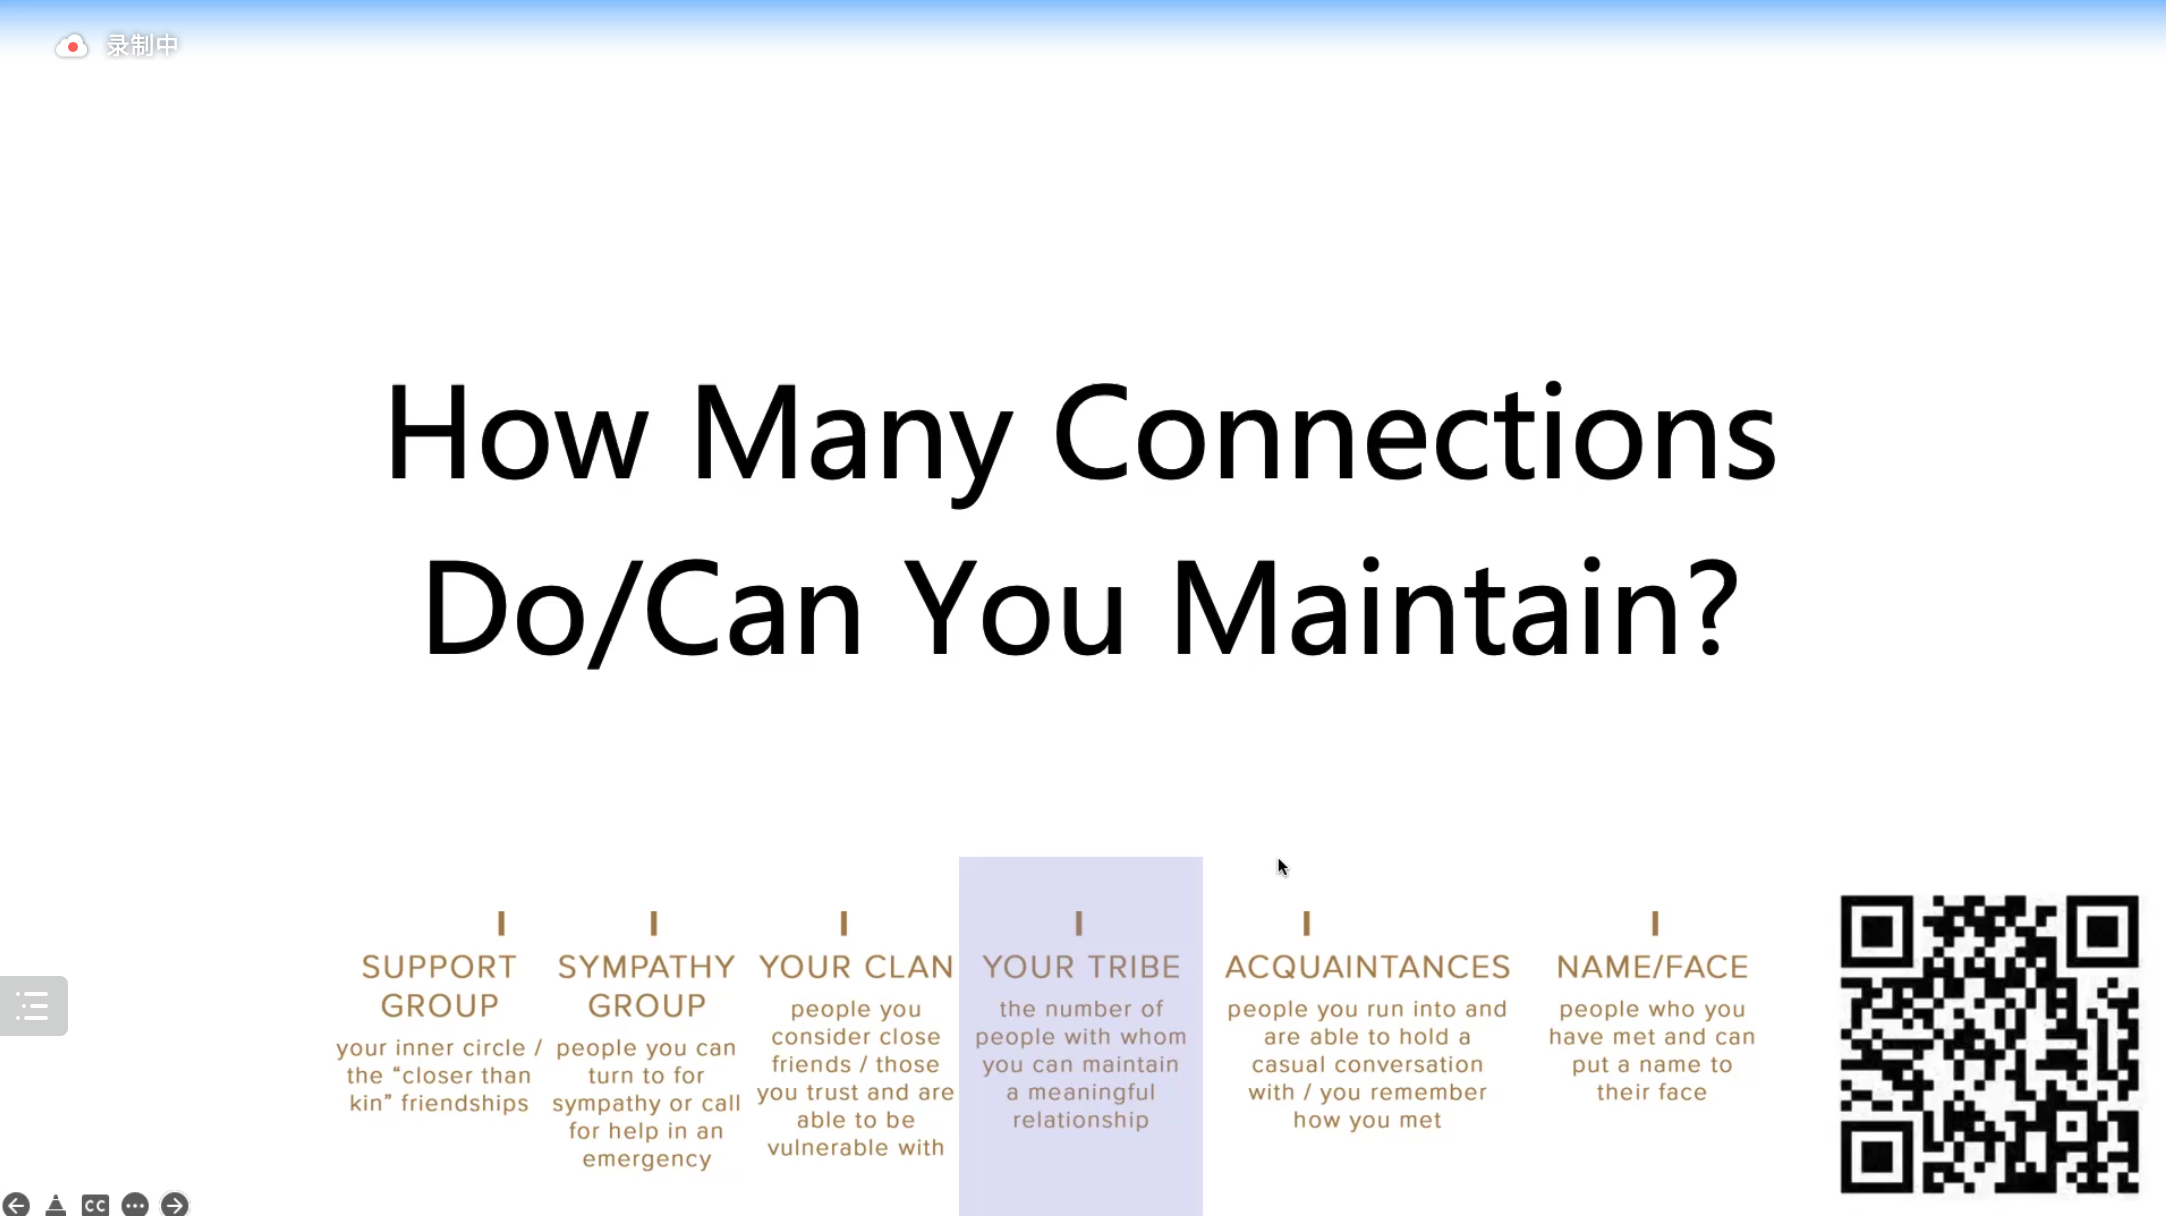 录制中
How Many Connections
Do/Can You Maintain?
SUPPORT
GROUP
your inner circle /
the “closer than
kin” friendships
SYMPATHY
GROUP
people you can
turn to for
sympathy or call
for help in an
emergency
YOUR CLAN
people you
consider close
friends / those
you trust and are
able to be
vulnerable with
YOUR TRIBE
the number of
people with whom
you can maintain
a meaningful
relationship
ACQUAINTANCES
people you run into and
are able to hold a
casual conversation
with / you remember
how you met
NAME/FACE
people who you
have met and can
put a name to
their face
CC